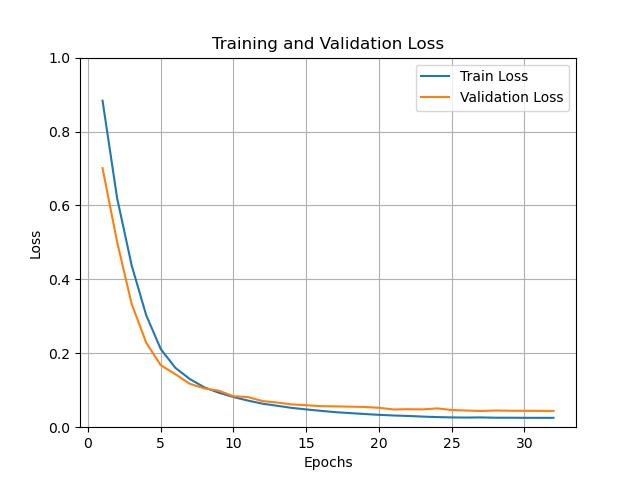 Training and Validation Loss
Train Loss
Validation Loss
1.0
0.8
0.6
0.4
0.2
0.0
Loss
0 5 10 15 20 25 30
Epochs